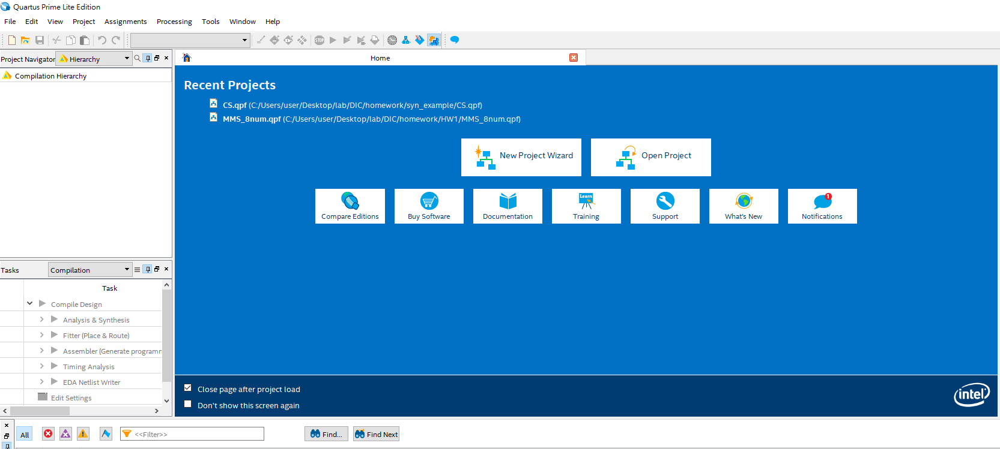 Quartus Prime Lite Edition
File Edit View Project Assignments Processing Tools Window Help
Project Navigator Hierarchy
Home
Compilation Hierarchy
Recent Projects
CS.qpf (C:/Users/user/Desktop/lab/DIC/homework/syn_example/CS.qpf)
MMS_8num.qpf (C:/Users/user/Desktop/lab/DIC/homework/HW1/MMS_8num.qpf)
New Project Wizard Open Project
Learn 1
Compare Editions Buy Software Documentation Training Support What's New Notifications
Tasks Compilation
Task
Compile Design
Analysis & Synthesis
Fitter (Place & Route)
Assembler (Generate programm
Timing Analysis
EDA Netlist Writer
Edit Settings
Close page after project load
Don't show this screen again
intel
All <<Filter>> Find... Find Next
STOP